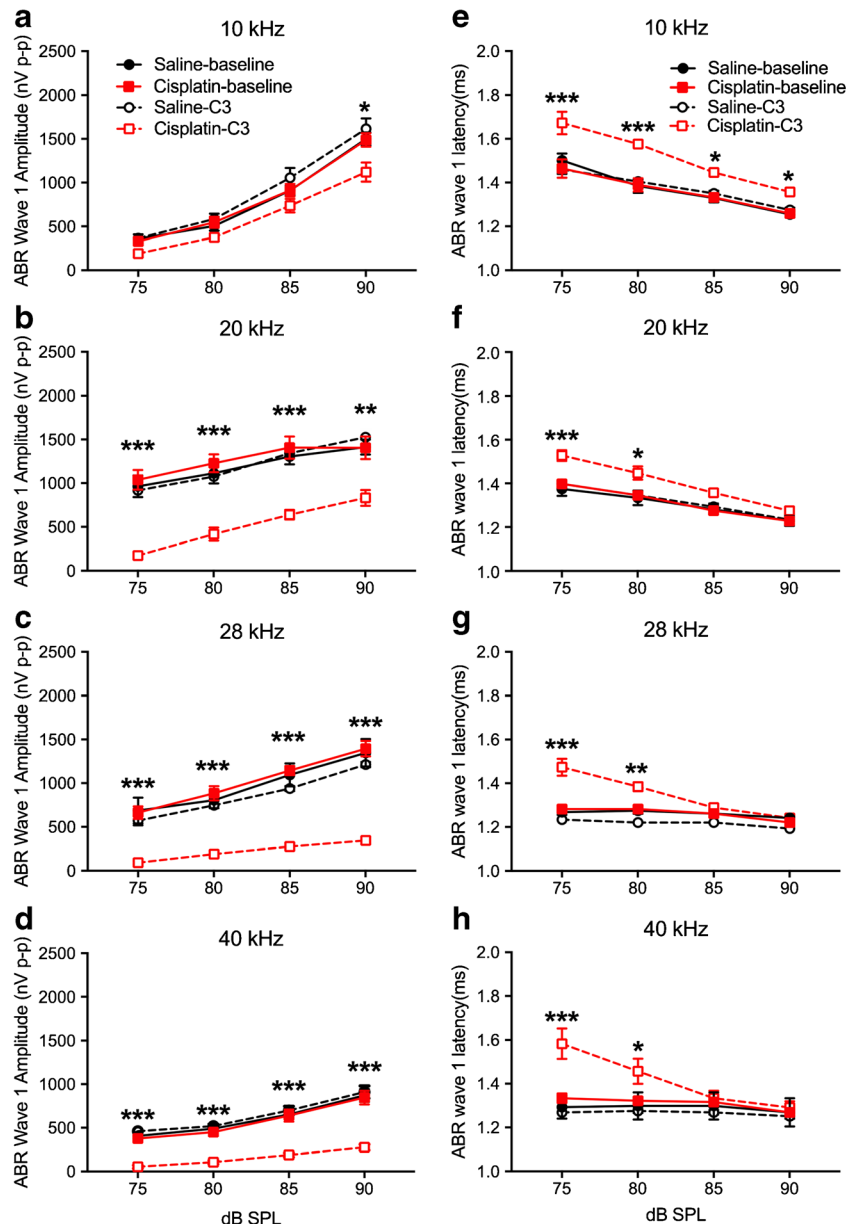 a
10 kHz
ABR Wave 1 Amplitude (nV p-p)
2500
2000
1500
1000
500
0
Saline-baseline
Cisplatin-baseline
Saline-C3
Cisplatin-C3
*
75 80 85 90
e
10 kHz
ABR wave 1 latency(ms)
2.0
1.8
1.6
1.4
1.2
1.0
Saline-baseline
Cisplatin-baseline
Saline-C3
Cisplatin-C3
*** *** * *
75 80 85 90
b
20 kHz
ABR Wave 1 Amplitude (nV p-p)
2500
2000
1500
1000
500
0
*** *** *** **
75 80 85 90
f
20 kHz
ABR wave 1 latency(ms)
2.0
1.8
1.6
1.4
1.2
1.0
*** *
75 80 85 90
c
28 kHz
ABR Wave 1 Amplitude (nV p-p)
2500
2000
1500
1000
500
0
*** *** *** ***
75 80 85 90
g
28 kHz
ABR wave 1 latency(ms)
2.0
1.8
1.6
1.4
1.2
1.0
*** **
75 80 85 90
d
40 kHz
ABR Wave 1 Amplitude (nV p-p)
2500
2000
1500
1000
500
0
*** *** *** ***
75 80 85 90
dB SPL
h
40 kHz
ABR wave 1 latency(ms)
2.0
1.8
1.6
1.4
1.2
1.0
*** *
75 80 85 90
dB SPL